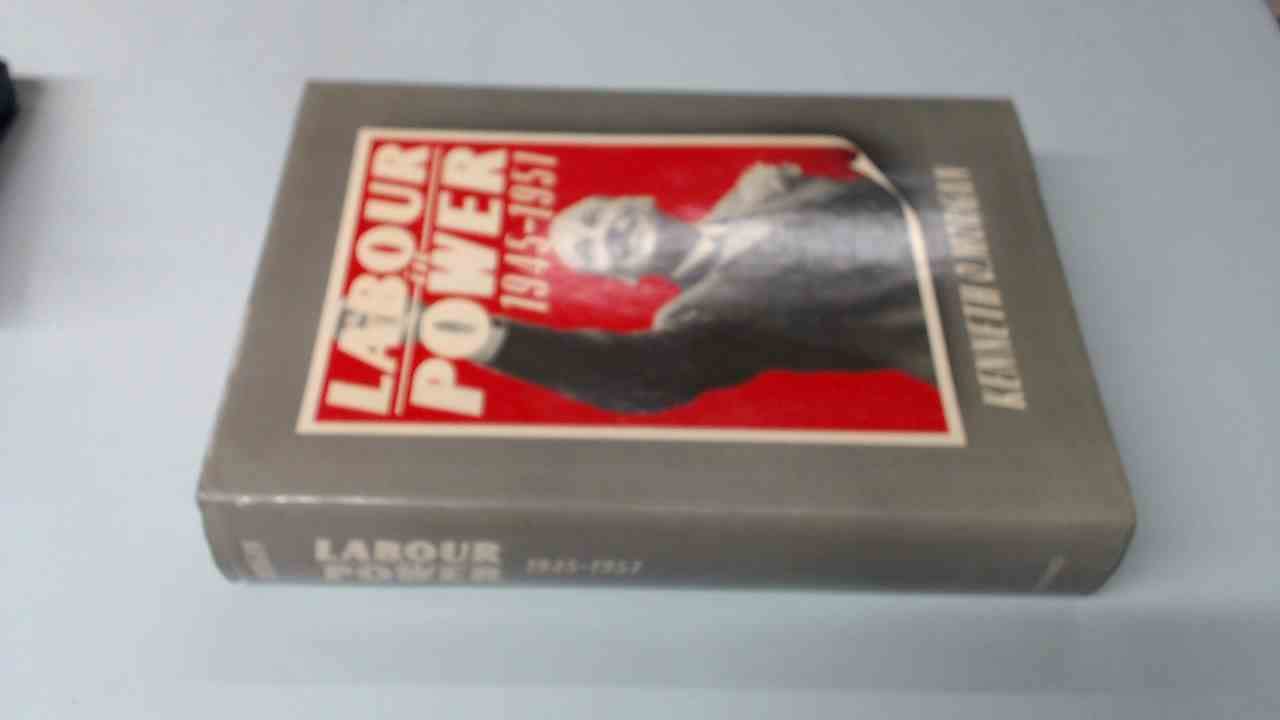 LABOUR
in
POWER
1945-1951
KENNETH O. MORGAN
LABOUR
POWER
1945-1951